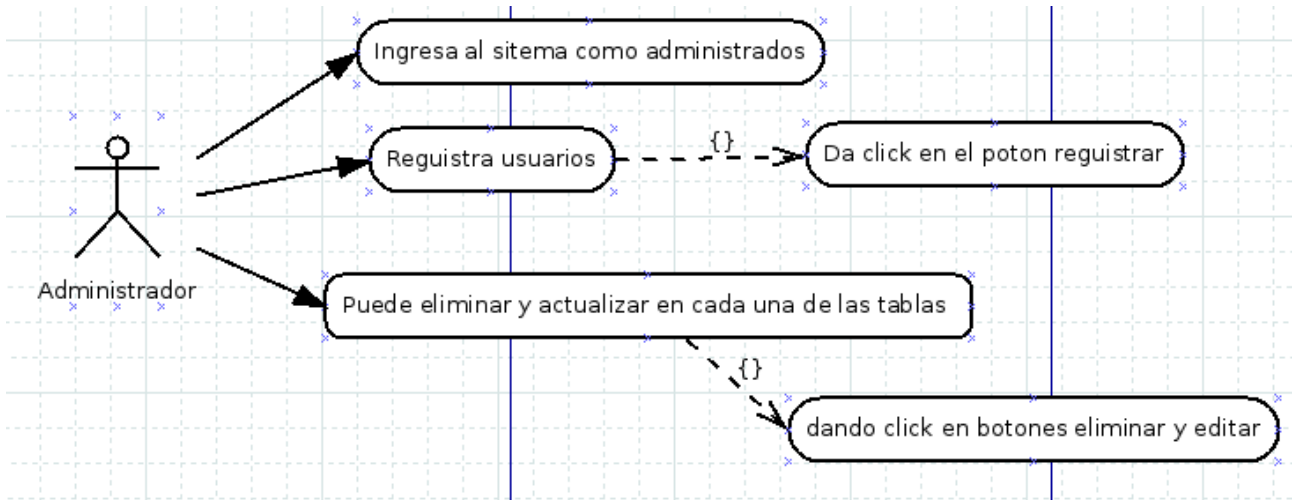 Ingresa al sitema como administrados
Reguistra usuarios
{}
Da click en el poton reguistrar
Administrador
Puede eliminar y actualizar en cada una de las tablas
{}
dando click en botones eliminar y editar